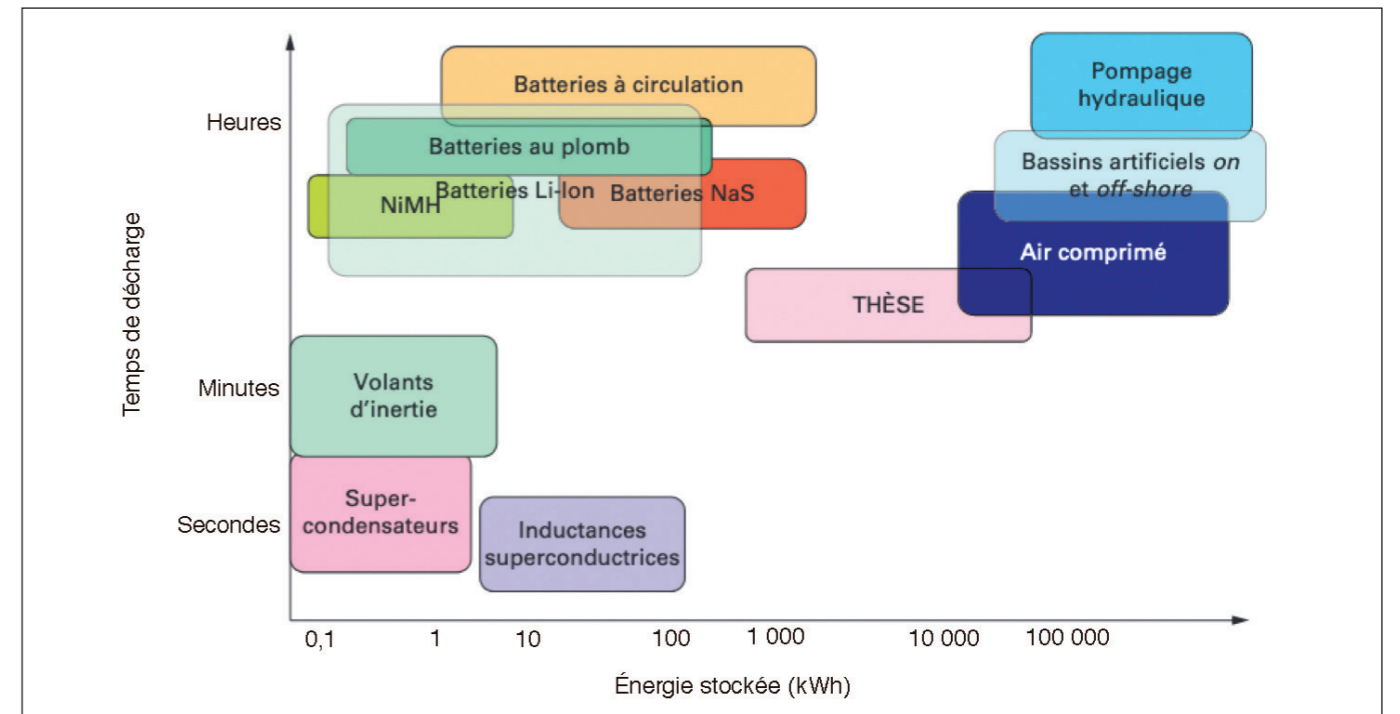 Pompage
hydraulique
Batteries à circulation
Heures
Batteries au plomb
Bassins artificiels on
et off-shore
Batteries Li-Ion
Batteries NaS
NiMH
Air comprimé
THÈSE
Temps de décharge
Minutes
Volants
d'inertie
Super-
condensateurs
Secondes
Inductances
superconductrices
0,1 1 10 100 1 000 10 000 100 000
Énergie stockée (kWh)